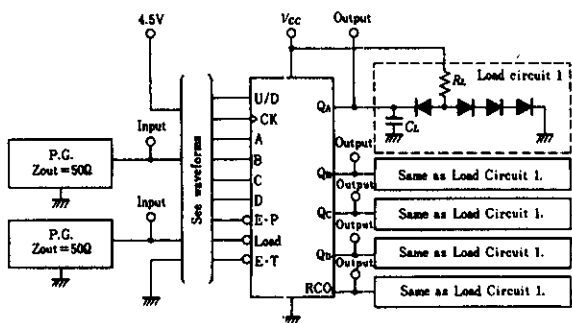 4.5V
Vcc
Output
Load circuit 1
RL
CL
U/D
CK
A
B
C
D
E·P
Load
E·T
QA
QB
QC
QD
RCO
Input
P.G.
Zout=50Ω
Input
P.G.
Zout=50Ω
See waveforms
Output
Same as Load Circuit 1.
Output
Same as Load Circuit 1.
Output
Same as Load Circuit 1.
Output
Same as Load Circuit 1.